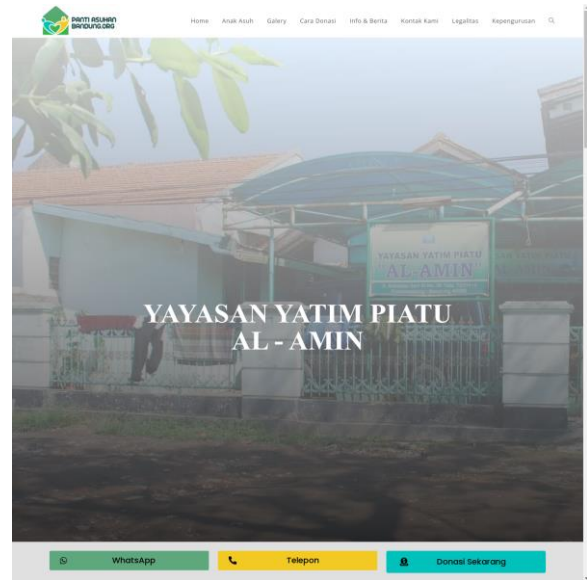 PANTI ASUHAN
BANDUNG.ORG
Home Anak Asuh Galery Cara Donasi Info & Berita Kontak Kami Legalitas Kepengurusan
YAYASAN YATIM PIATU
"AL-AMIN"
YAYASAN YATIM PIATU
AL - AMIN
WhatsApp Telepon Donasi Sekarang